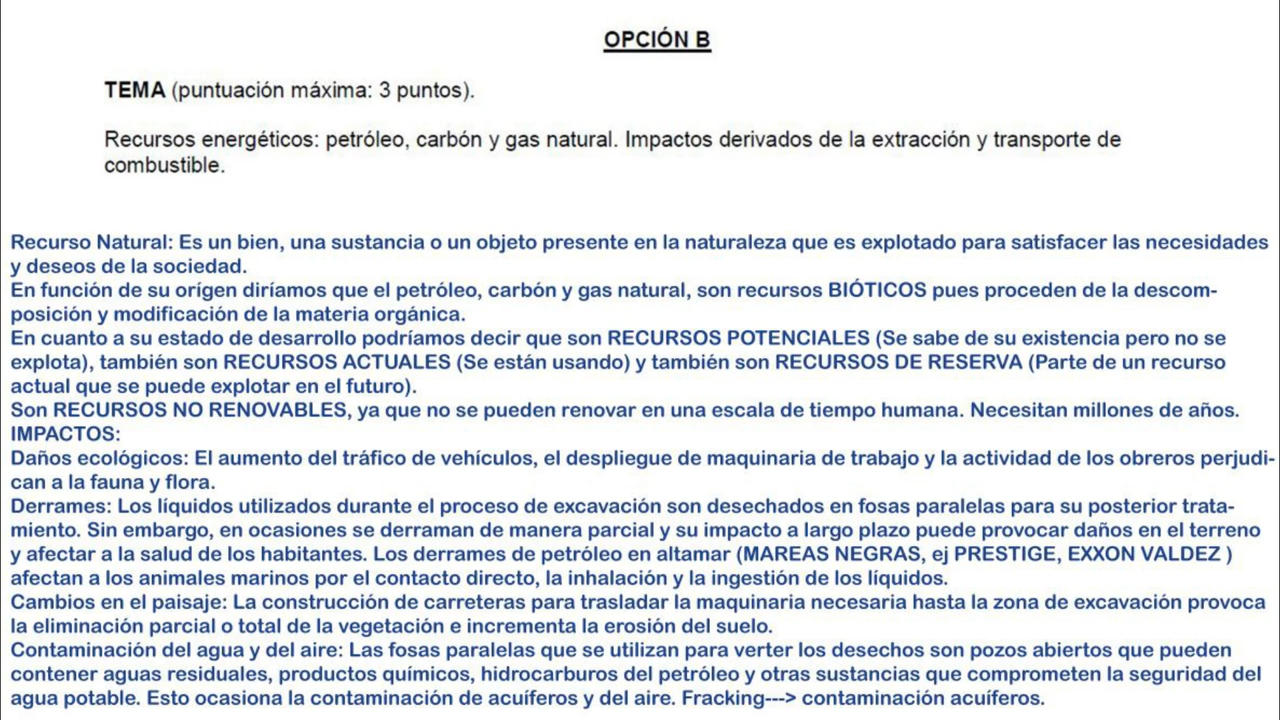 OPCIÓN B
TEMA (puntuación máxima: 3 puntos).
Recursos energéticos: petróleo, carbón y gas natural. Impactos derivados de la extracción y transporte de
combustible.
Recurso Natural: Es un bien, una sustancia o un objeto presente en la naturaleza que es explotado para satisfacer las necesidades
y deseos de la sociedad.
En función de su orígen diríamos que el petróleo, carbón y gas natural, son recursos BIÓTICOS pues proceden de la descom-
posición y modificación de la materia orgánica.
En cuanto a su estado de desarrollo podríamos decir que son RECURSOS POTENCIALES (Se sabe de su existencia pero no se
explota), también son RECURSOS ACTUALES (Se están usando) y también son RECURSOS DE RESERVA (Parte de un recurso
actual que se puede explotar en el futuro).
Son RECURSOS NO RENOVABLES, ya que no se pueden renovar en una escala de tiempo humana. Necesitan millones de años.
IMPACTOS:
Daños ecológicos: El aumento del tráfico de vehículos, el despliegue de maquinaria de trabajo y la actividad de los obreros perjudi-
can a la fauna y flora.
Derrames: Los líquidos utilizados durante el proceso de excavación son desechados en fosas paralelas para su posterior trata-
miento. Sin embargo, en ocasiones se derraman de manera parcial y su impacto a largo plazo puede provocar daños en el terreno
y afectar a la salud de los habitantes. Los derrames de petróleo en altamar (MAREAS NEGRAS, ej PRESTIGE, EXXON VALDEZ )
afectan a los animales marinos por el contacto directo, la inhalación y la ingestión de los líquidos.
Cambios en el paisaje: La construcción de carreteras para trasladar la maquinaria necesaria hasta la zona de excavación provoca
la eliminación parcial o total de la vegetación e incrementa la erosión del suelo.
Contaminación del agua y del aire: Las fosas paralelas que se utilizan para verter los desechos son pozos abiertos que pueden
contener aguas residuales, productos químicos, hidrocarburos del petróleo y otras sustancias que comprometen la seguridad del
agua potable. Esto ocasiona la contaminación de acuíferos y del aire. Fracking---> contaminación acuíferos.